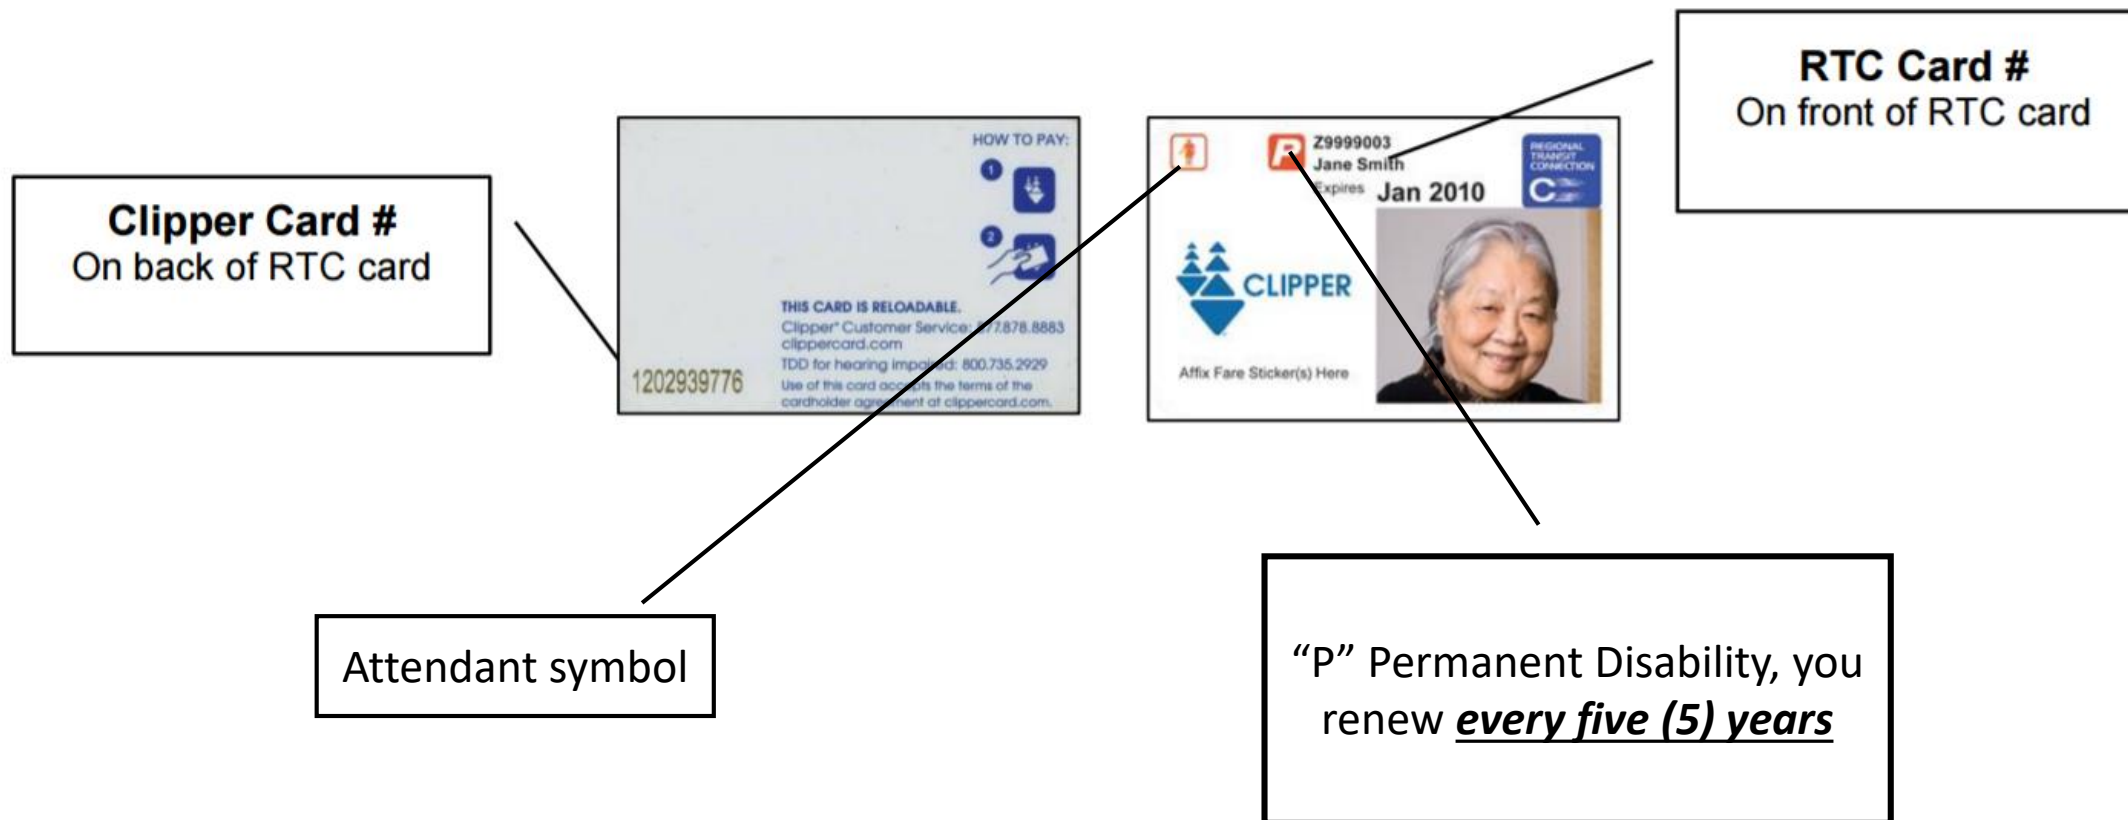 Clipper Card #
On back of RTC card
HOW TO PAY:
1
2
THIS CARD IS RELOADABLE.
Clipper® Customer Service: 877.878.8883
clippercard.com
TDD for hearing impaired: 800.735.2929
Use of this card accepts the terms of the
cardholder agreement at clippercard.com.
1202939776
P
Z9999003
Jane Smith
Expires Jan 2010
REGIONAL
TRANSIT
CONNECTION
C
CLIPPER
Affix Fare Sticker(s) Here
RTC Card #
On front of RTC card
Attendant symbol
“P” Permanent Disability, you
renew every five (5) years